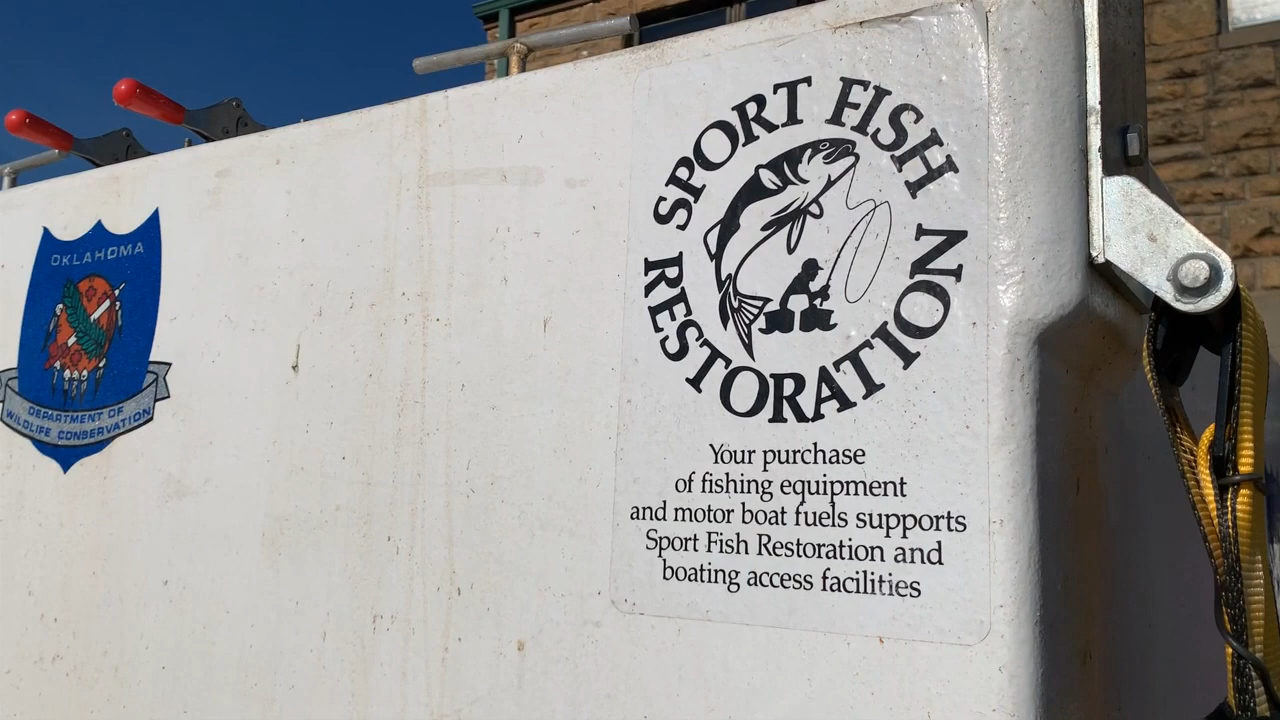 OKLAHOMA
DEPARTMENT OF
WILDLIFE CONSERVATION
SPORT FISH
RESTORATION
Your purchase
of fishing equipment
and motor boat fuels supports
Sport Fish Restoration and
boating access facilities